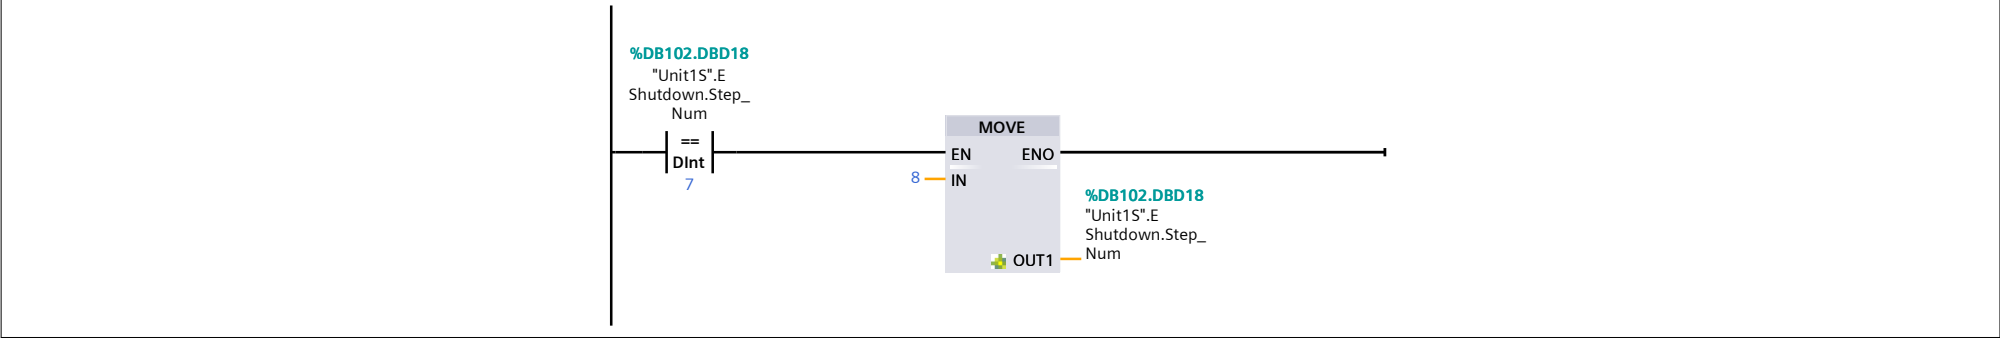 %DB102.DBD18
"Unit1S".E
Shutdown.Step_
Num
==
DInt
7
MOVE
EN ENO
8 IN
%DB102.DBD18
"Unit1S".E
Shutdown.Step_
Num
OUT1